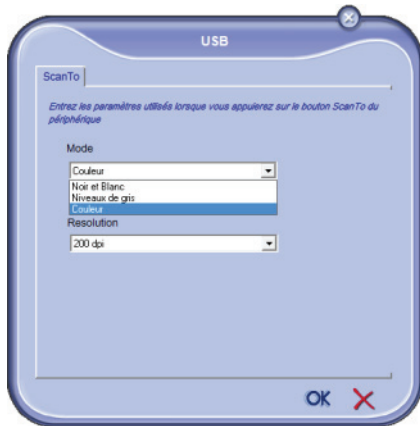 USB
ScanTo
Entrez les paramètres utilisés lorsque vous appuierez sur le bouton ScanTo du
périphérique
Mode
Couleur
Noir et Blanc
Niveaux de gris
Couleur
Resolution
200 dpi
OK